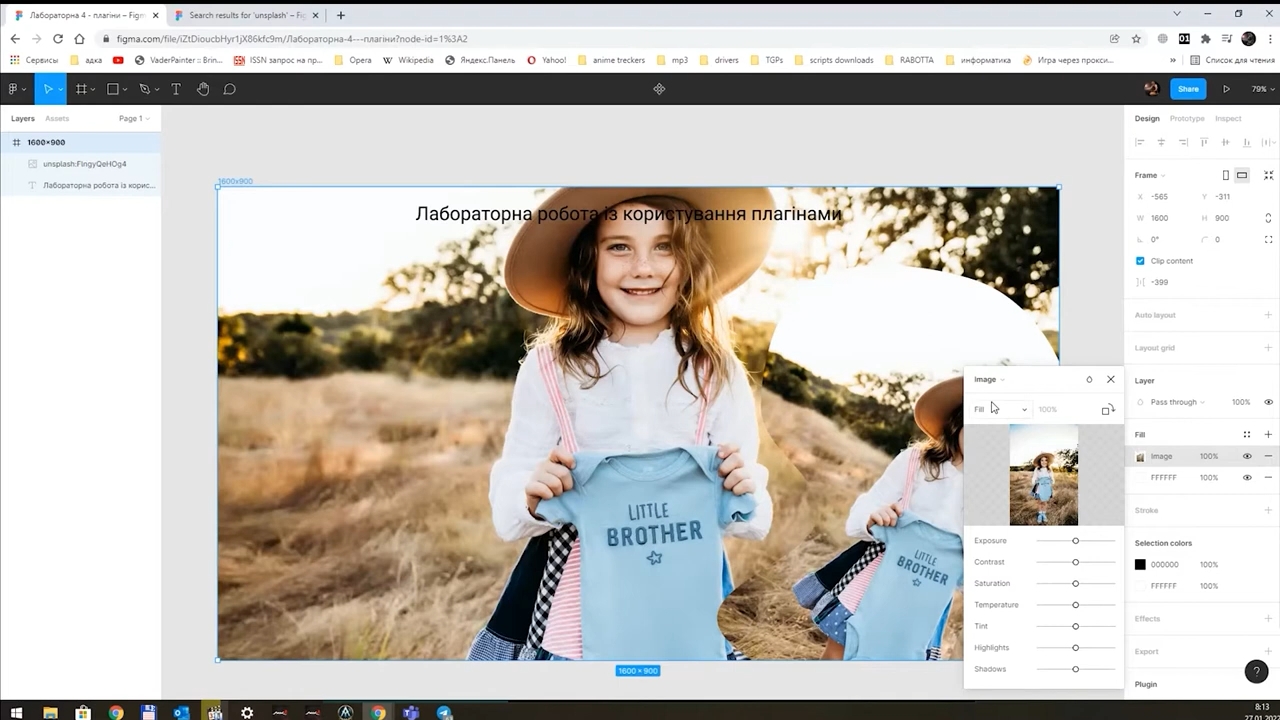 Лабораторна 4 - плагіни – Figm
Search results for 'unsplash' – Fig
figma.com/file/iZtDioucbHyr1jX86kfc9m/Лабораторна-4---плагіни?node-id=1%3A2
Сервисы
адка
VaderPainter :: Brin...
ISSN запрос на пр...
Opera
Wikipedia
Яндекс.Панель
Yahoo!
anime treckers
mp3
drivers
TGPs
scripts downloads
RABOTTA
информатика
Игра через прокси...
Список для чтения
Share
79%
Layers
Assets
Page 1
Design
Prototype
Inspect
1600×900
unsplash:FIngyQeHOg4
Лабораторна робота із корис...
1600x900
Лабораторна робота із користування плагінами
LITTLE
BROTHER
LITTLE
BROTHER
1600 × 900
Frame
X -565
Y -311
W 1600
H 900
0°
0
Clip content
-399
Auto layout
Layout grid
Layer
Pass through
100%
Fill
Image
100%
FFFFFF
100%
Stroke
Selection colors
000000
100%
FFFFFF
100%
Effects
Export
Plugin
?
Image
Fill
100%
Exposure
Contrast
Saturation
Temperature
Tint
Highlights
Shadows
8:13